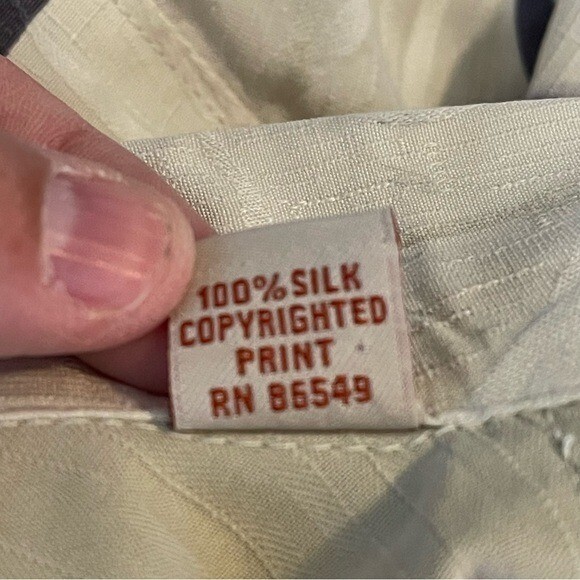 100% SILK
COPYRIGHTED
PRINT
RN 86549